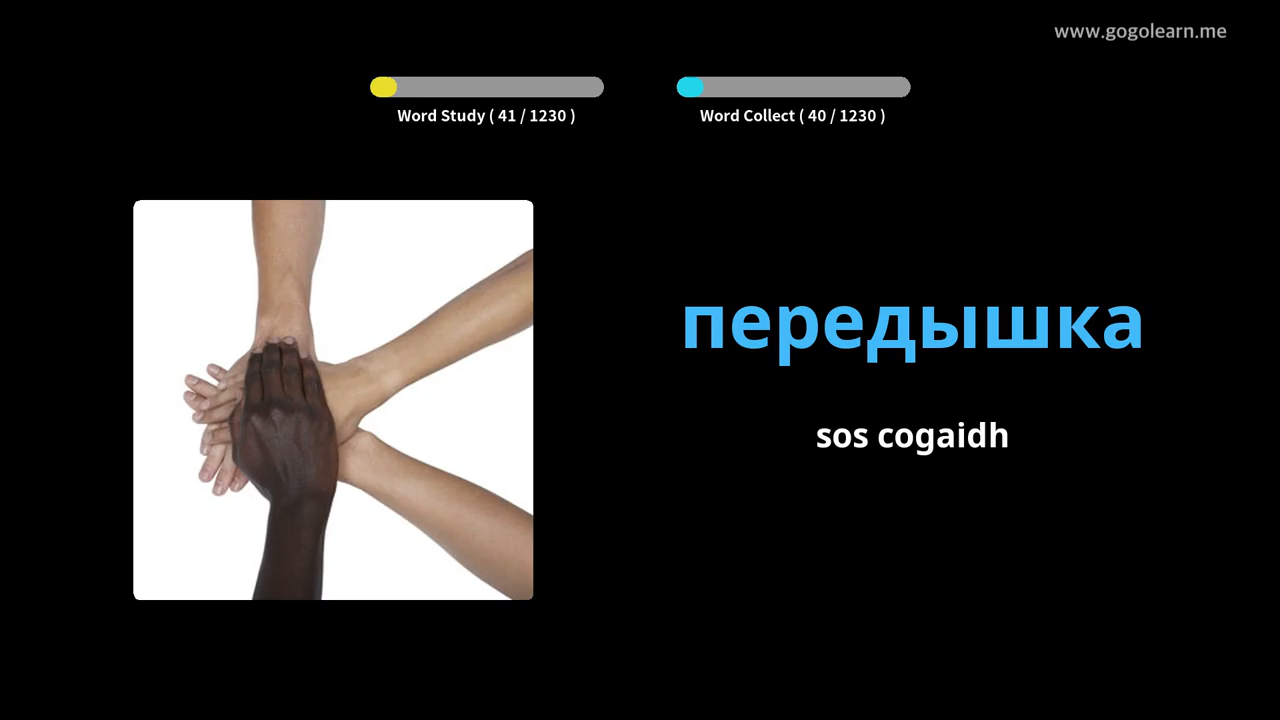 www.gogolearn.me
Word Study ( 41 / 1230 )
Word Collect ( 40 / 1230 )
передышка
sos cogaidh